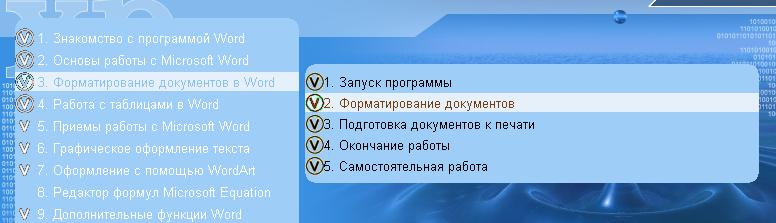 1. Знакомство с программой Word
2. Основы работы с Microsoft Word
3. Форматирование документов в Word
4. Работа с таблицами в Word
5. Приемы работы с Microsoft Word
6. Графическое оформление текста
7. Оформление с помощью WordArt
8. Редактор формул Microsoft Equation
9. Дополнительные функции Word
1. Запуск программы
2. Форматирование документов
3. Подготовка документов к печати
4. Окончание работы
5. Самостоятельная работа